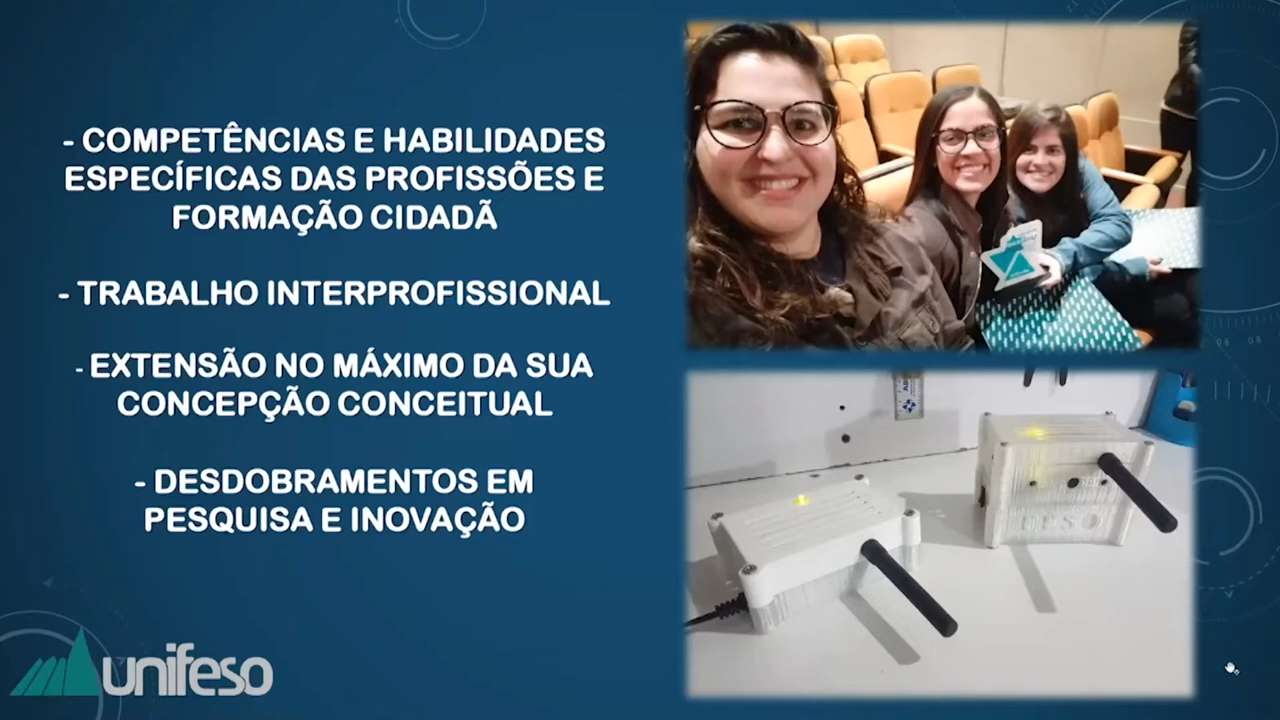 - COMPETÊNCIAS E HABILIDADES
ESPECÍFICAS DAS PROFISSÕES E
FORMAÇÃO CIDADÃ
- TRABALHO INTERPROFISSIONAL
- EXTENSÃO NO MÁXIMO DA SUA
CONCEPÇÃO CONCEITUAL
- DESDOBRAMENTOS EM
PESQUISA E INOVAÇÃO
FESO
unifeso